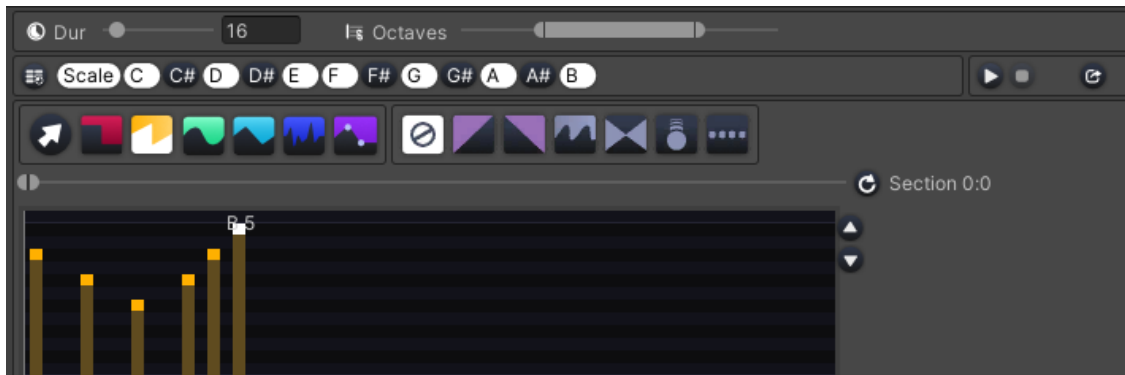 Dur 16 Octaves
Scale C C# D D# E F F# G G# A A# B
Section 0:0
B 5